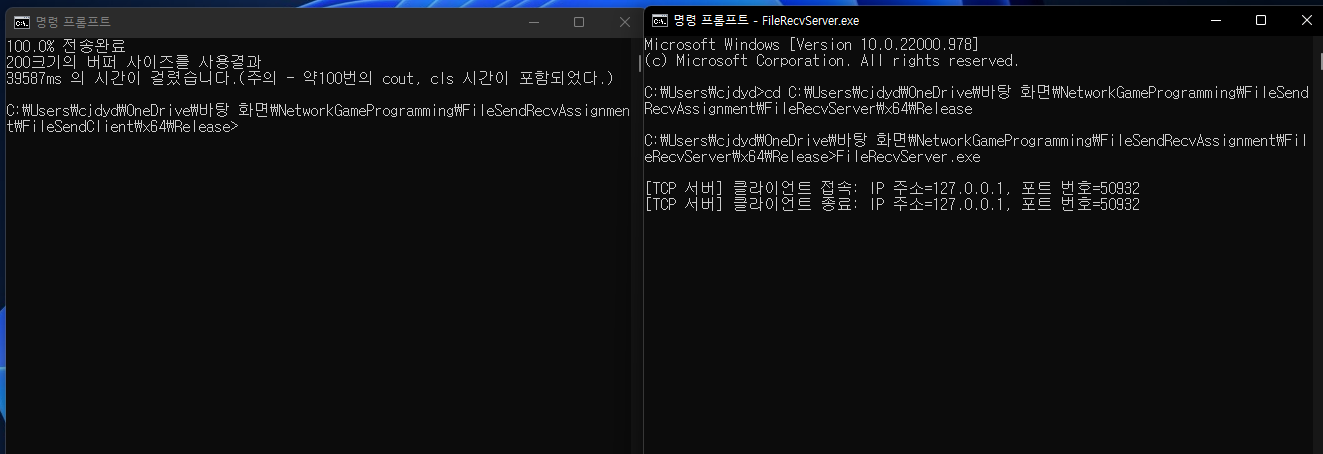 명령 프롬프트
100.0% 전송완료
200크기의 버퍼 사이즈를 사용결과
39587ms 의 시간이 걸렸습니다.(주의 - 약100번의 cout, cls 시간이 포함되었다.)
C:₩Users₩cjdyd₩OneDrive₩바탕 화면₩NetworkGameProgramming₩FileSendRecvAssignmen
t₩FileSendClient₩x64₩Release>
명령 프롬프트 - FileRecvServer.exe
Microsoft Windows [Version 10.0.22000.978]
(c) Microsoft Corporation. All rights reserved.
C:₩Users₩cjdyd>cd C:₩Users₩cjdyd₩OneDrive₩바탕 화면₩NetworkGameProgramming₩FileSend
RecvAssignment₩FileRecvServer₩x64₩Release
C:₩Users₩cjdyd₩OneDrive₩바탕 화면₩NetworkGameProgramming₩FileSendRecvAssignment₩Fil
eRecvServer₩x64₩Release>FileRecvServer.exe
[TCP 서버] 클라이언트 접속: IP 주소=127.0.0.1, 포트 번호=50932
[TCP 서버] 클라이언트 종료: IP 주소=127.0.0.1, 포트 번호=50932